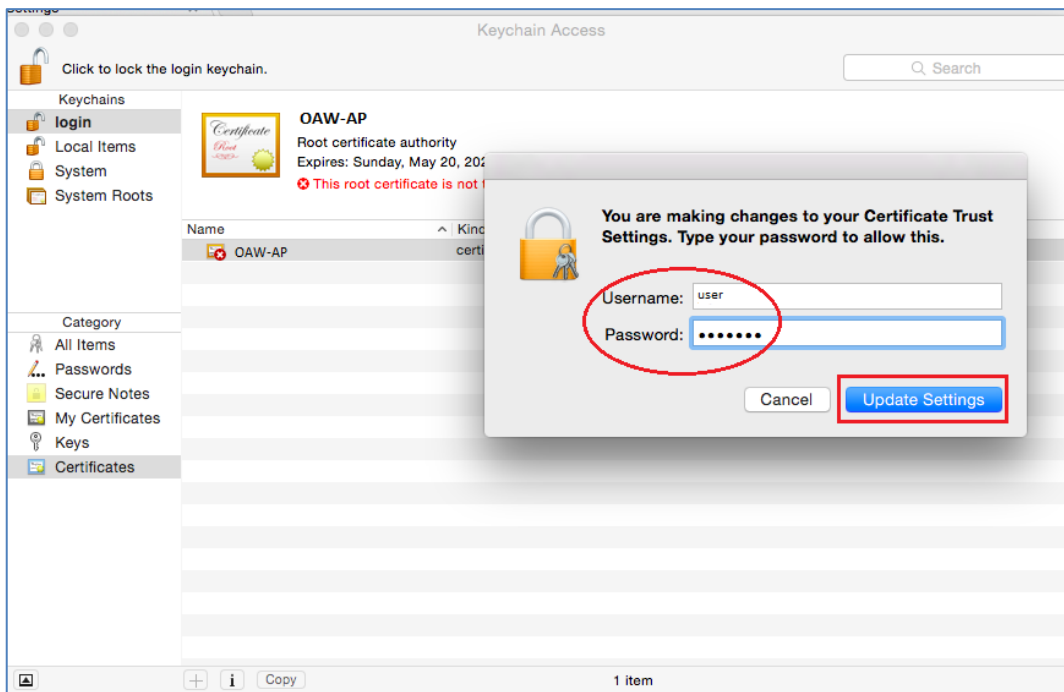 Keychain Access
Click to lock the login keychain.
Search
Keychains
login
Local Items
System
System Roots
Certificate
Root
OAW-AP
Root certificate authority
Expires: Sunday, May 20, 202
This root certificate is not
Name
Kind
OAW-AP
certi
You are making changes to your Certificate Trust
Settings. Type your password to allow this.
Username: user
Password: •••••••
Cancel
Update Settings
Category
All Items
Passwords
Secure Notes
My Certificates
Keys
Certificates
Copy
1 item